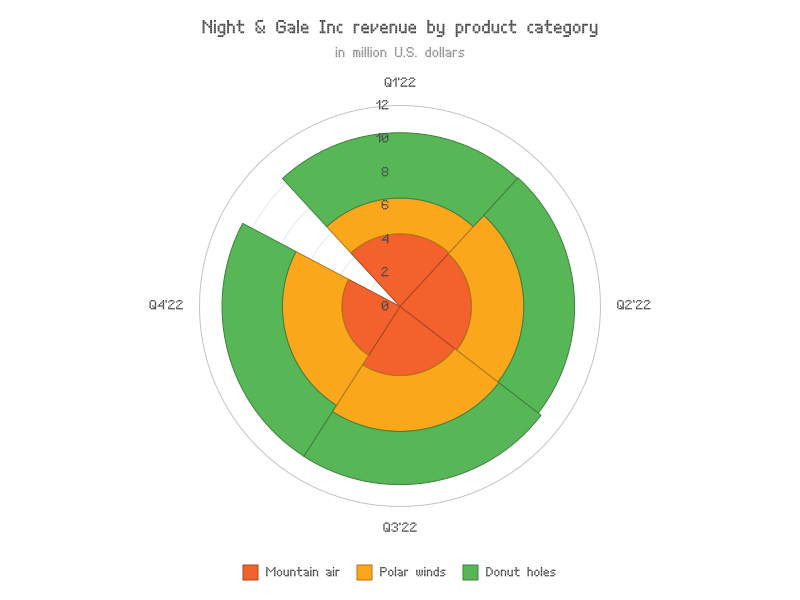 Night & Gale Inc revenue by product category
in million U.S. dollars
Q1'22
12
10
8
6
4
2
0
Q4'22
Q2'22
Q3'22
Mountain air
Polar winds
Donut holes